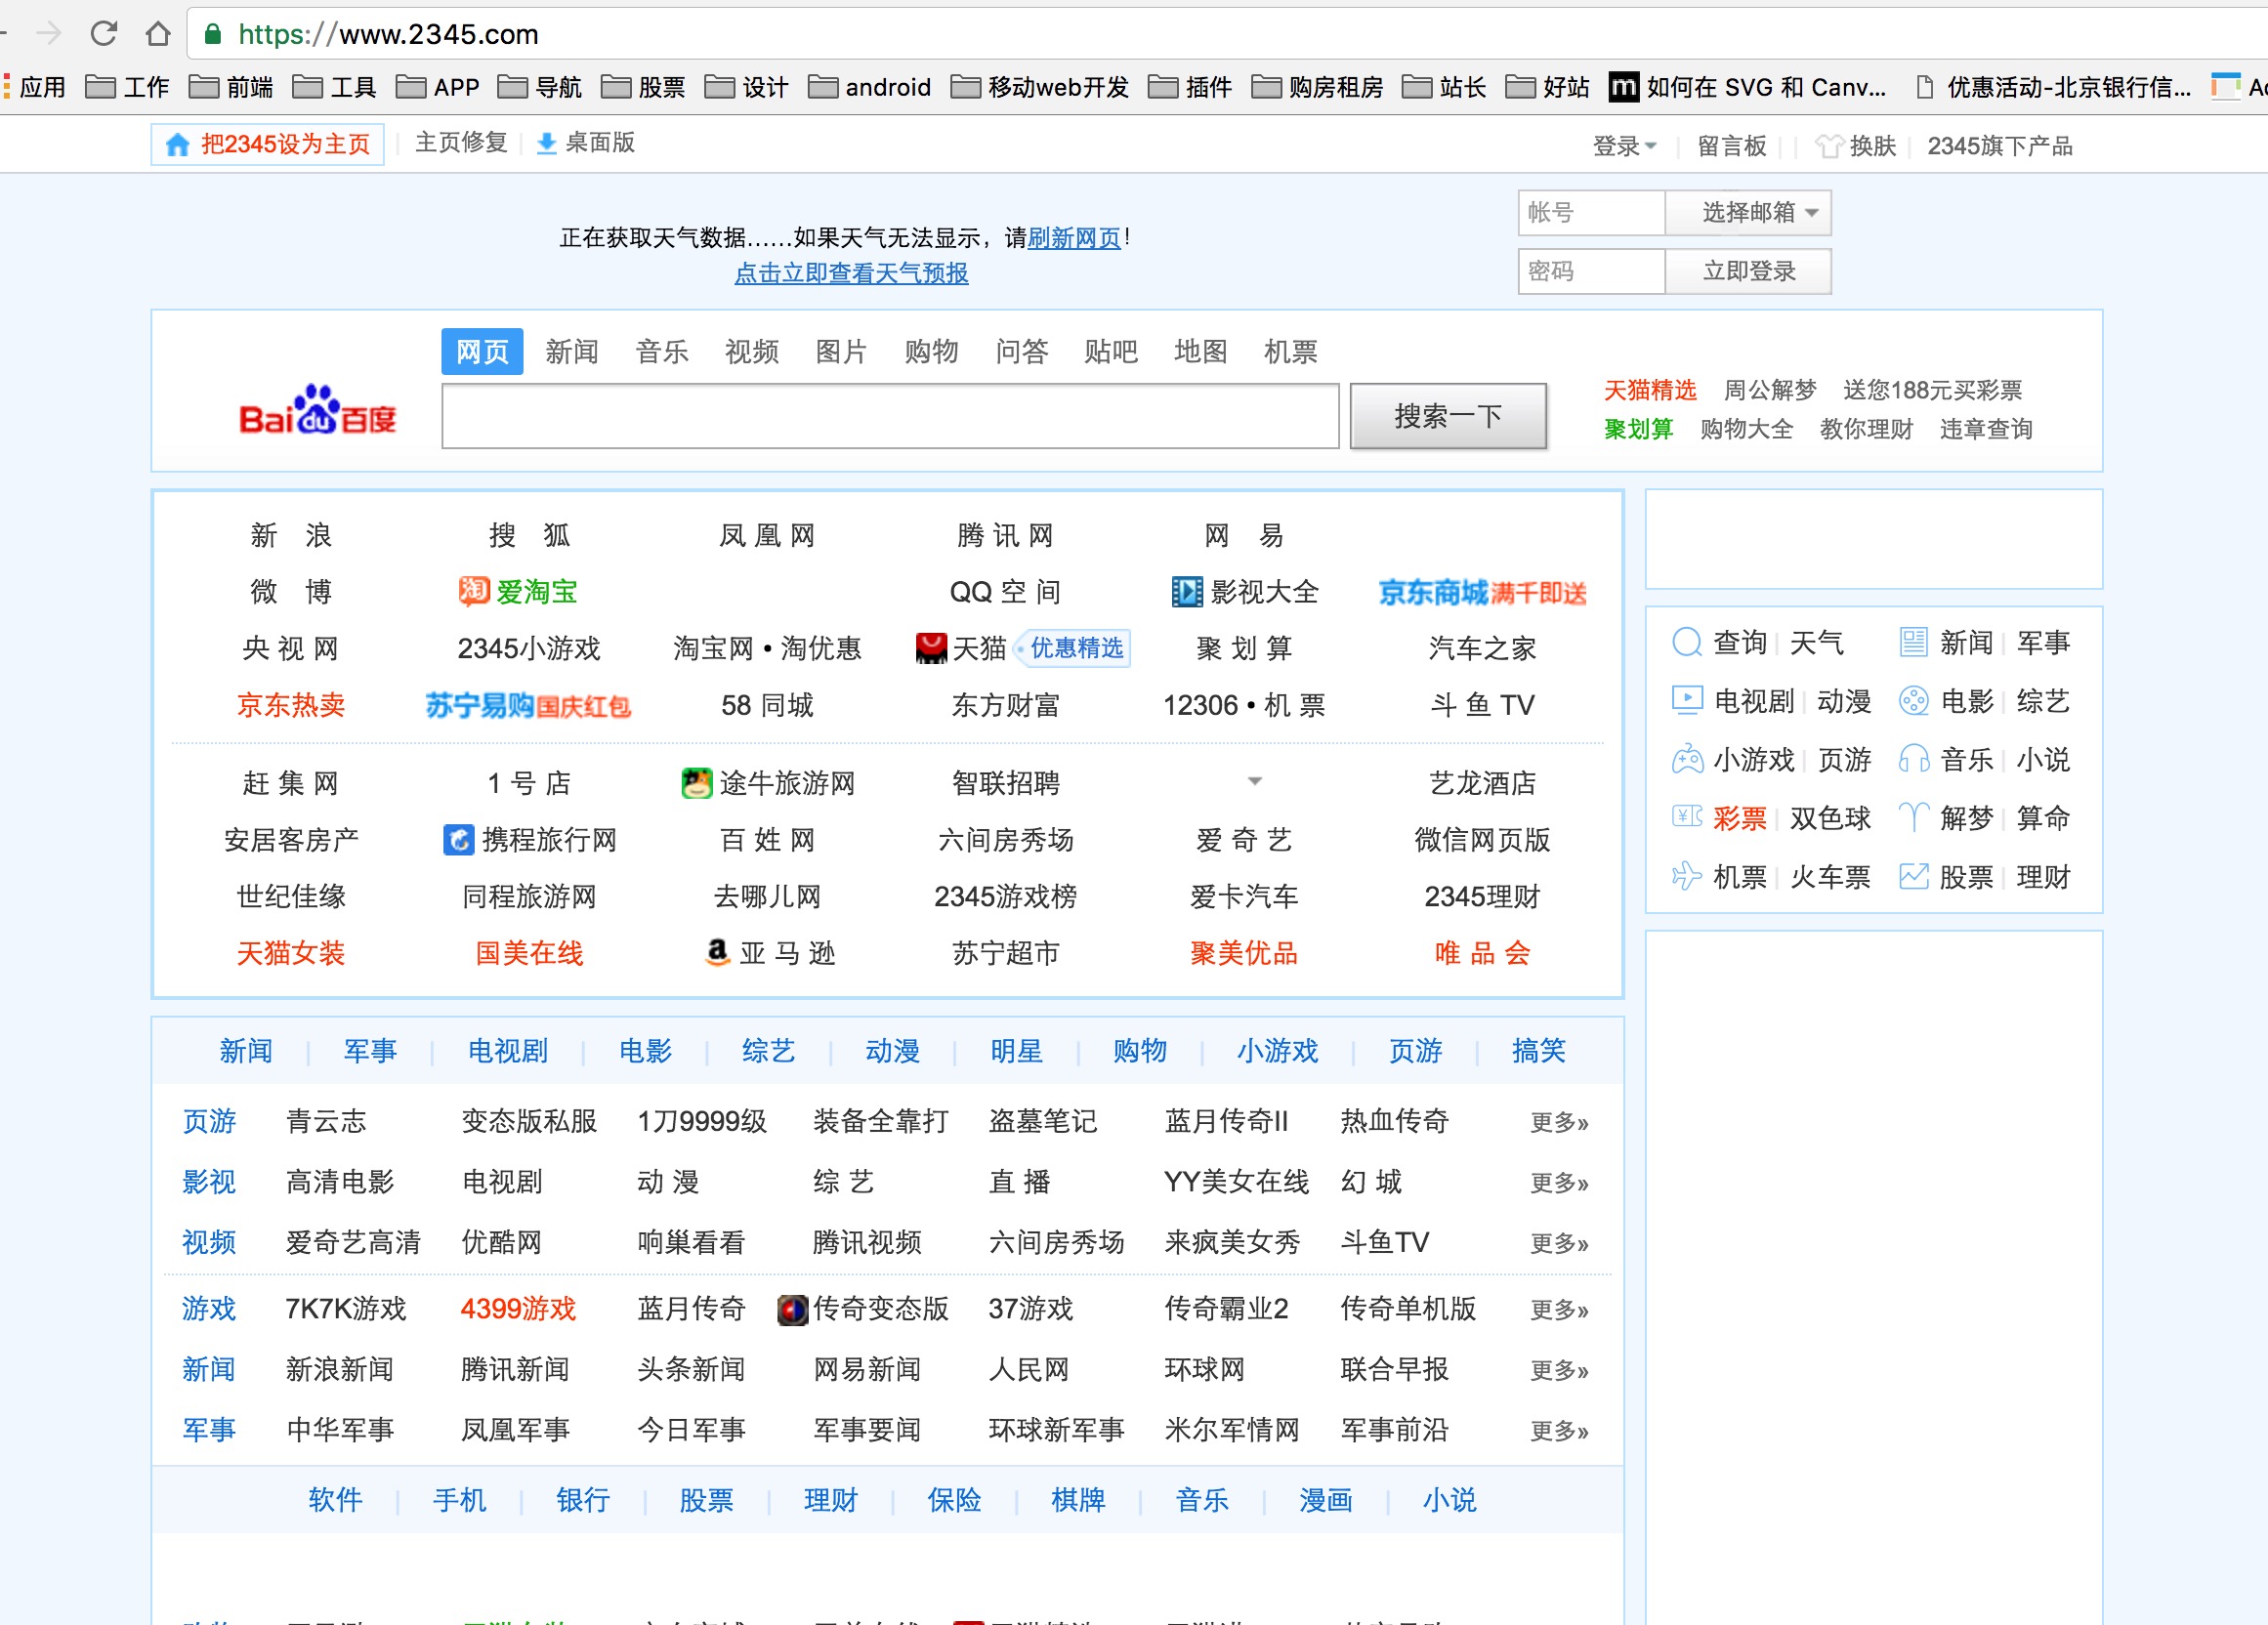 https://www.2345.com
应用 工作 前端 工具 APP 导航 股票 设计 android 移动web开发 插件 购房租房 站长 好站 如何在 SVG 和 Canv... 优惠活动-北京银行信...
把2345设为主页 主页修复 桌面版 登录 留言板 换肤 2345旗下产品
正在获取天气数据……如果天气无法显示，请刷新网页！
点击立即查看天气预报
帐号 选择邮箱
密码 立即登录
网页 新闻 音乐 视频 图片 购物 问答 贴吧 地图 机票
Baidu百度 搜索一下
天猫精选 周公解梦 送您188元买彩票
聚划算 购物大全 教你理财 违章查询
新 浪 搜 狐 凤 凰 网 腾 讯 网 网 易
微 博 淘 爱淘宝 QQ 空 间 影视大全 京东商城满千即送
央 视 网 2345小游戏 淘宝网 • 淘优惠 天猫 优惠精选 聚 划 算 汽车之家
京东热卖 苏宁易购国庆红包 58 同城 东方财富 12306 • 机 票 斗 鱼 TV
赶 集 网 1 号 店 途牛旅游网 智联招聘 艺龙酒店
安居客房产 携程旅行网 百 姓 网 六间房秀场 爱 奇 艺 微信网页版
世纪佳缘 同程旅游网 去哪儿网 2345游戏榜 爱卡汽车 2345理财
天猫女装 国美在线 a 亚 马 逊 苏宁超市 聚美优品 唯 品 会
查询 天气 新闻 军事
电视剧 动漫 电影 综艺
小游戏 页游 音乐 小说
彩票 双色球 解梦 算命
机票 火车票 股票 理财
新闻 军事 电视剧 电影 综艺 动漫 明星 购物 小游戏 页游 搞笑
页游 青云志 变态版私服 1刀9999级 装备全靠打 盗墓笔记 蓝月传奇II 热血传奇 更多»
影视 高清电影 电视剧 动 漫 综 艺 直 播 YY美女在线 幻 城 更多»
视频 爱奇艺高清 优酷网 响巢看看 腾讯视频 六间房秀场 来疯美女秀 斗鱼TV 更多»
游戏 7K7K游戏 4399游戏 蓝月传奇 传奇变态版 37游戏 传奇霸业2 传奇单机版 更多»
新闻 新浪新闻 腾讯新闻 头条新闻 网易新闻 人民网 环球网 联合早报 更多»
军事 中华军事 凤凰军事 今日军事 军事要闻 环球新军事 米尔军情网 军事前沿 更多»
软件 手机 银行 股票 理财 保险 棋牌 音乐 漫画 小说